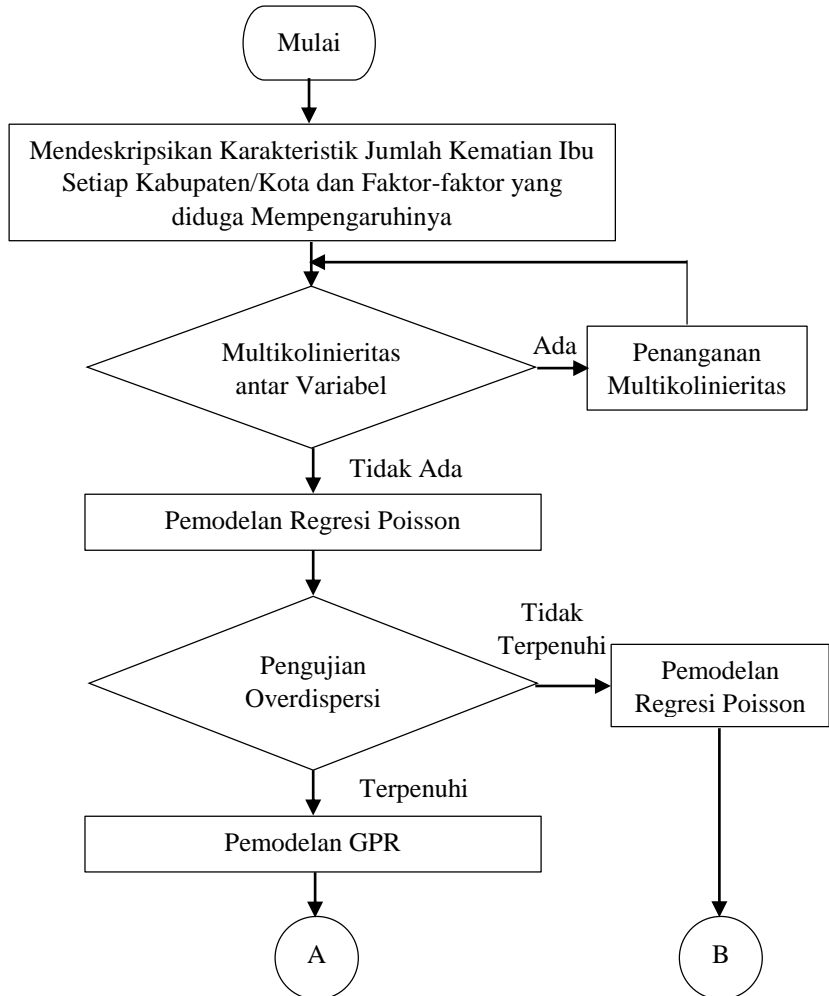 Mulai
Mendeskripsikan Karakteristik Jumlah Kematian Ibu
Setiap Kabupaten/Kota dan Faktor-faktor yang
diduga Mempengaruhinya
Multikolinieritas
antar Variabel
Ada
Penanganan
Multikolinieritas
Tidak Ada
Pemodelan Regresi Poisson
Pengujian
Overdispersi
Tidak
Terpenuhi
Pemodelan
Regresi Poisson
Terpenuhi
Pemodelan GPR
A
B